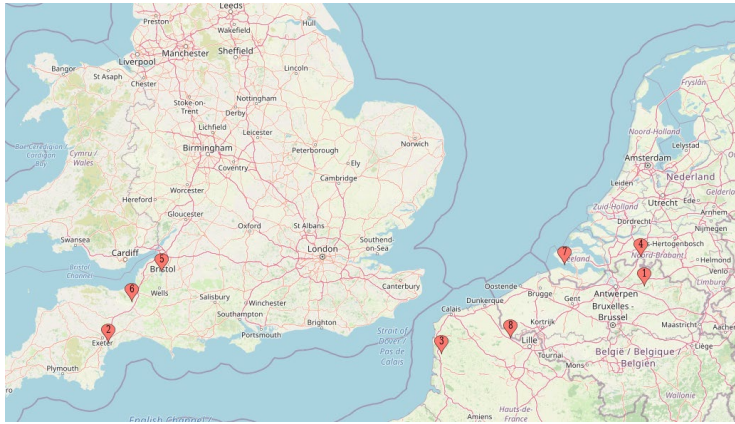 Leeds
Preston
Hull
Wakefield
Manchester
Sheffield
Liverpool
Bangor
St Asaph
Chester
Lincoln
Fryslân
Stoke-on-
Trent
Nottingham
Derby
Noord-Holland
Lichfield
Leicester
Lelystad
Norwich
Birmingham
Peterborough
Ely
Cymru /
Wales
Amsterdam
Coventry
Cambridge
Nederland
Leiden
Worcester
Hereford
Utrecht
Ede
Zuid-Holland
Arnhem
Gloucester
Dordrecht
Nijmegen
Oxford
St Albans
Swansea
Cardiff
London
Southend-
on-Sea
4
's-Hertogenbosch
7
Noord-Brabant
5
Bristol
Helmond
Bristol
Channel
1
Venlo
Canterbury
Oostende
Limburg
6
Wells
Salisbury
Winchester
Dunkerque
Brugge
Gent
Antwerpen
Calais
Bruxelles -
Brussel
Southampton
Brighton
Kortrijk
Maastricht
2
Portsmouth
Strait of
Dover /
Pas de
Calais
8
Exeter
3
Lille
Tournai
België / Belgique /
Belgien
Liège
Plymouth
Mons
Wallonie
English Channel
Amiens
Hauts-de-
France